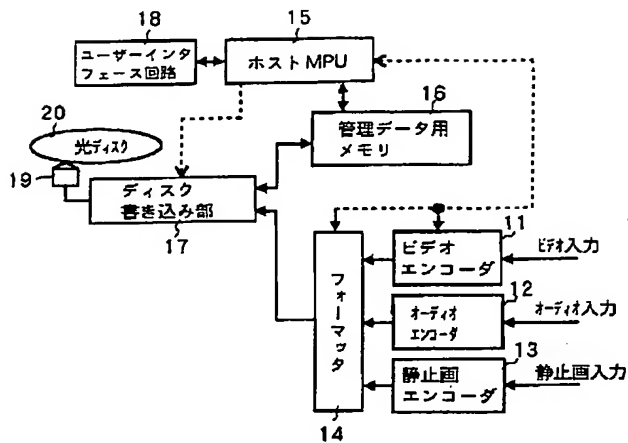 18
15
ユーザーインタ
フェース回路
ホストMPU
16
管理データ用
メモリ
20
光ディスク
19
ディスク
書き込み部
17
11
ビデオ
エンコーダ
ビデオ入力
フォーマッタ
12
オーディオ
エンコーダ
オーディオ入力
13
静止画
エンコーダ
静止画入力
14